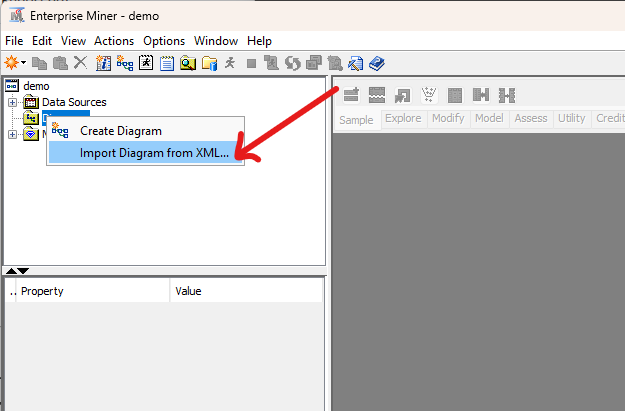 Enterprise Miner - demo
File Edit View Actions Options Window Help
demo
Data Sources
Create Diagram
Import Diagram from XML...
Sample Explore Modify Model Assess Utility Credit
.. Property Value